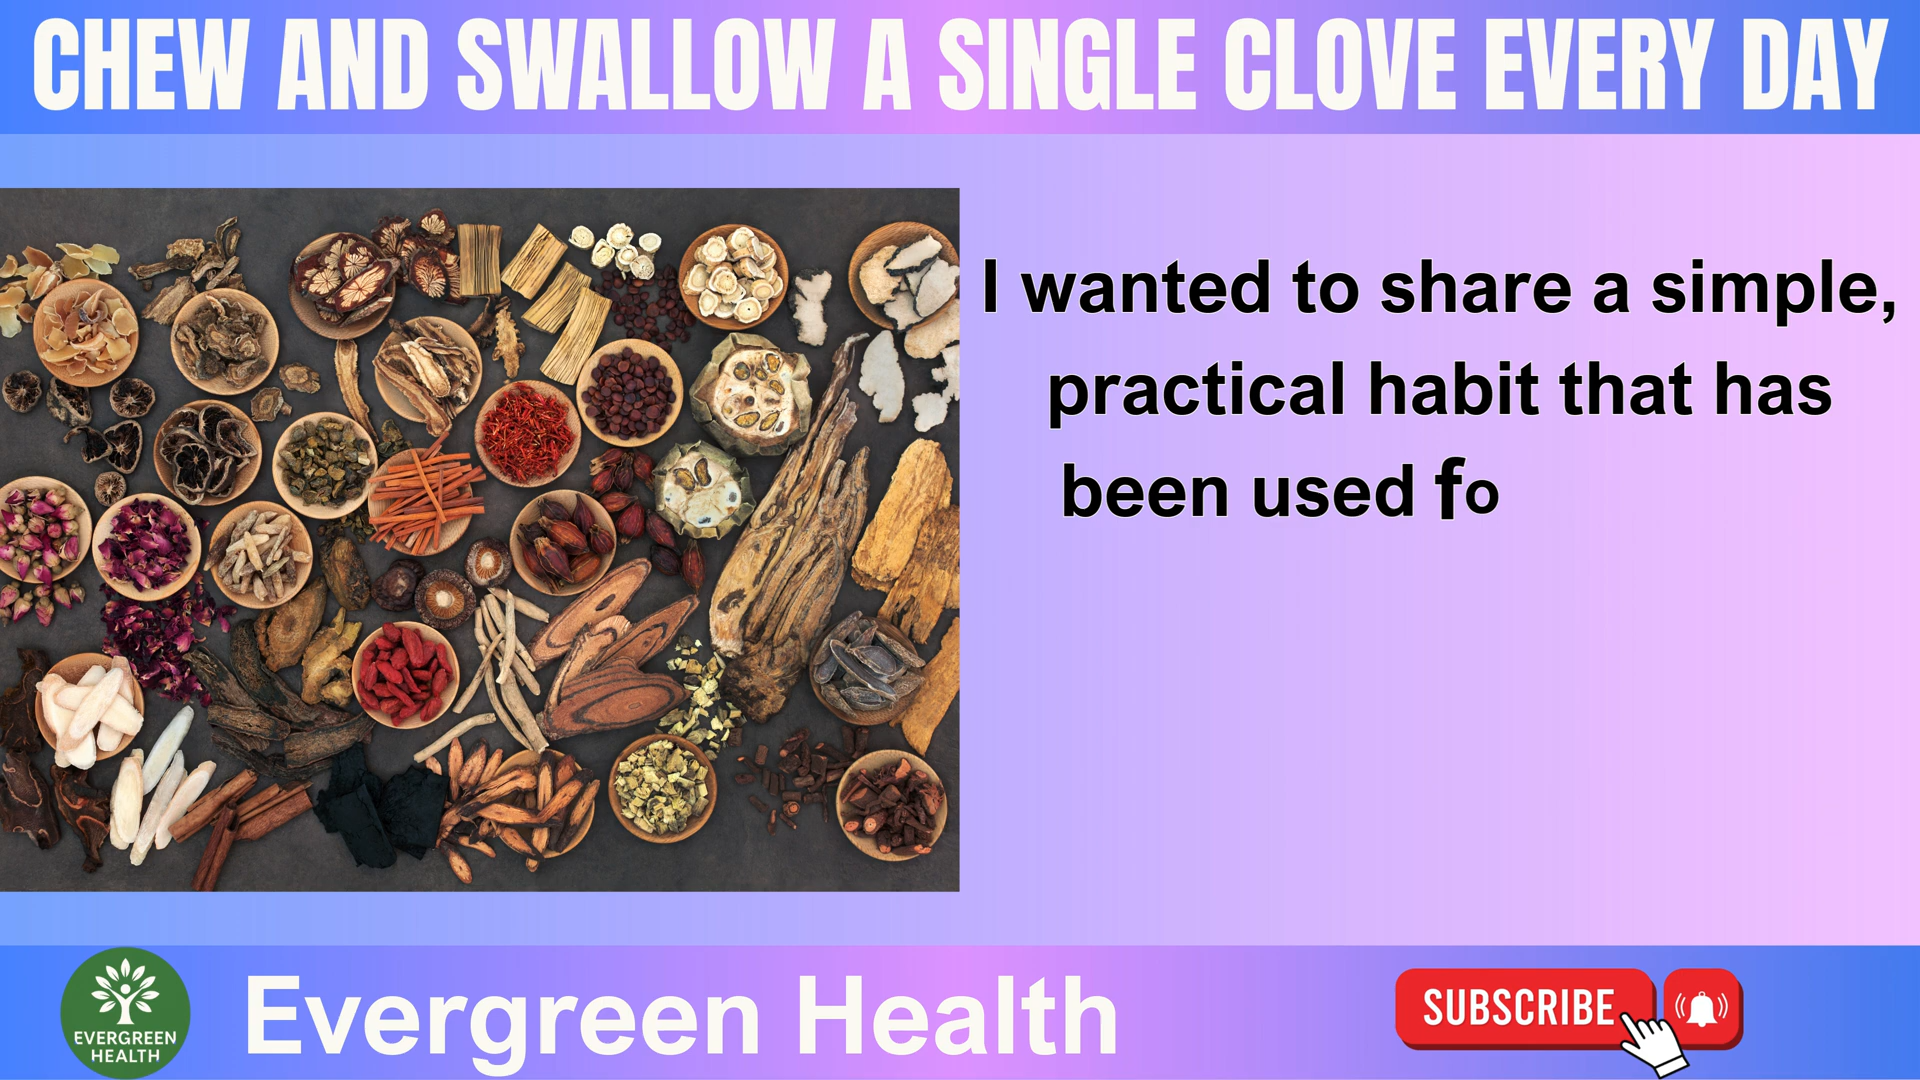 CHEW AND SWALLOW A SINGLE CLOVE EVERY DAY
I wanted to share a simple,
practical habit that has
been used fo
EVERGREEN
HEALTH
Evergreen Health
SUBSCRIBE